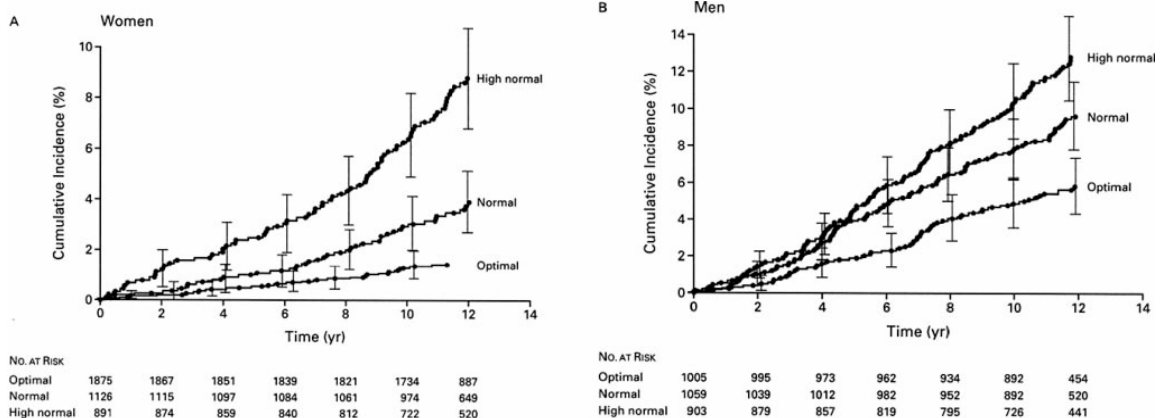 A
Women
Cumulative Incidence (%)
10
8
6
4
2
0
High normal
Normal
Optimal
0 2 4 6 8 10 12 14
Time (yr)
NO. AT RISK
Optimal 1875 1867 1851 1839 1821 1734 887
Normal 1126 1115 1097 1084 1061 974 649
High normal 891 874 859 840 812 722 520
B
Men
Cumulative Incidence (%)
14
12
10
8
6
4
2
0
High normal
Normal
Optimal
0 2 4 6 8 10 12 14
Time (yr)
NO. AT RISK
Optimal 1005 995 973 962 934 892 454
Normal 1059 1039 1012 982 952 892 520
High normal 903 879 857 819 795 726 441